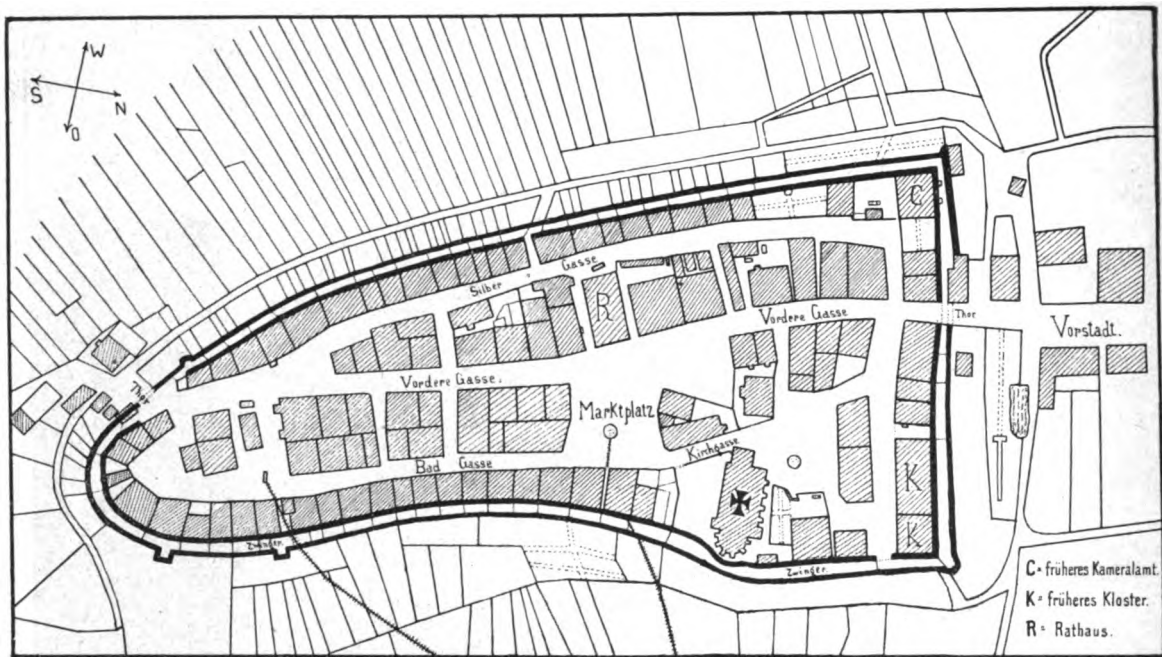 W
S
N
O
C
Silber Gasse
R
Vordere Gasse
Thor
Vorstadt.
Thor
Vordere Gasse.
Marktplatz
Kirchgasse
Bad Gasse
K
K
Zwinger.
Zwinger.
C = früheres Kameralamt.
K = früheres Kloster.
R = Rathaus.